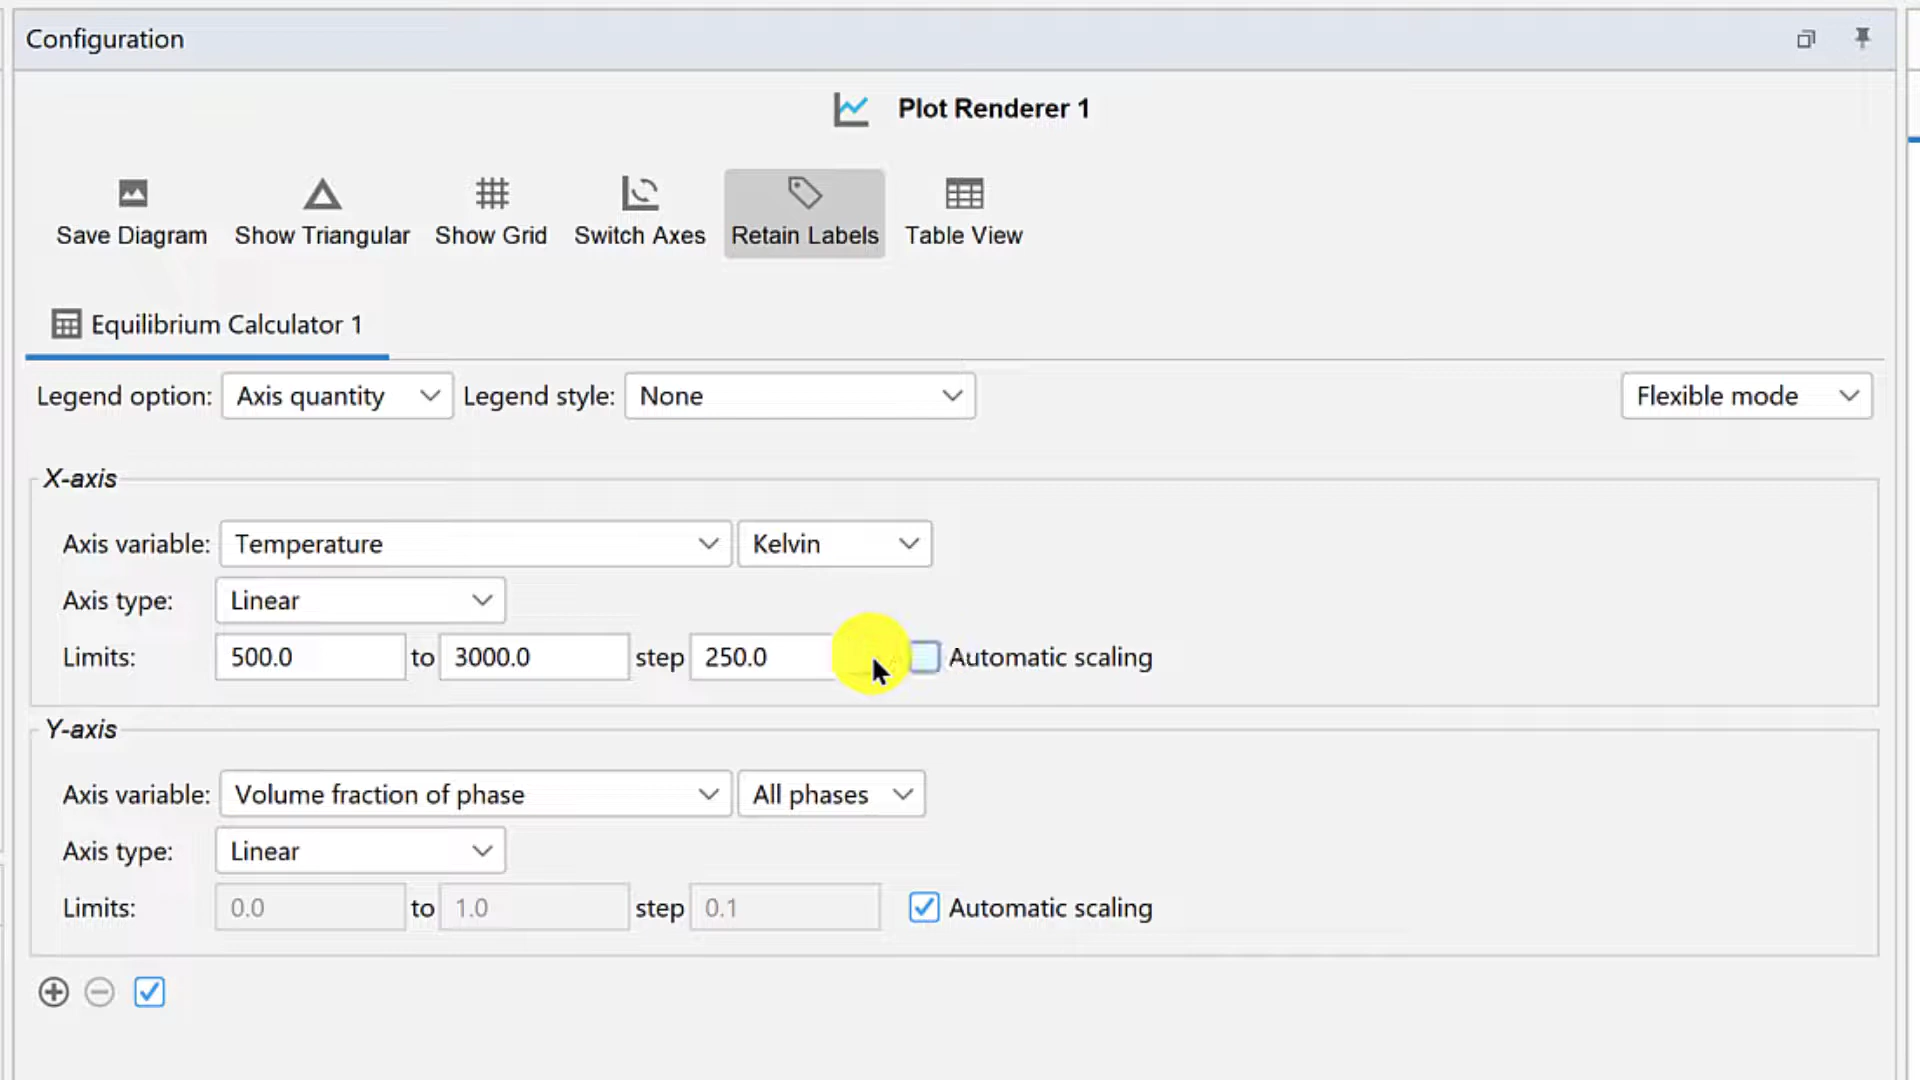 Configuration
Plot Renderer 1
Save Diagram Show Triangular Show Grid Switch Axes Retain Labels Table View
Equilibrium Calculator 1
Legend option: Axis quantity Legend style: None Flexible mode
X-axis
Axis variable: Temperature Kelvin
Axis type: Linear
Limits: 500.0 to 3000.0 step 250.0 Automatic scaling
Y-axis
Axis variable: Volume fraction of phase All phases
Axis type: Linear
Limits: 0.0 to 1.0 step 0.1 Automatic scaling